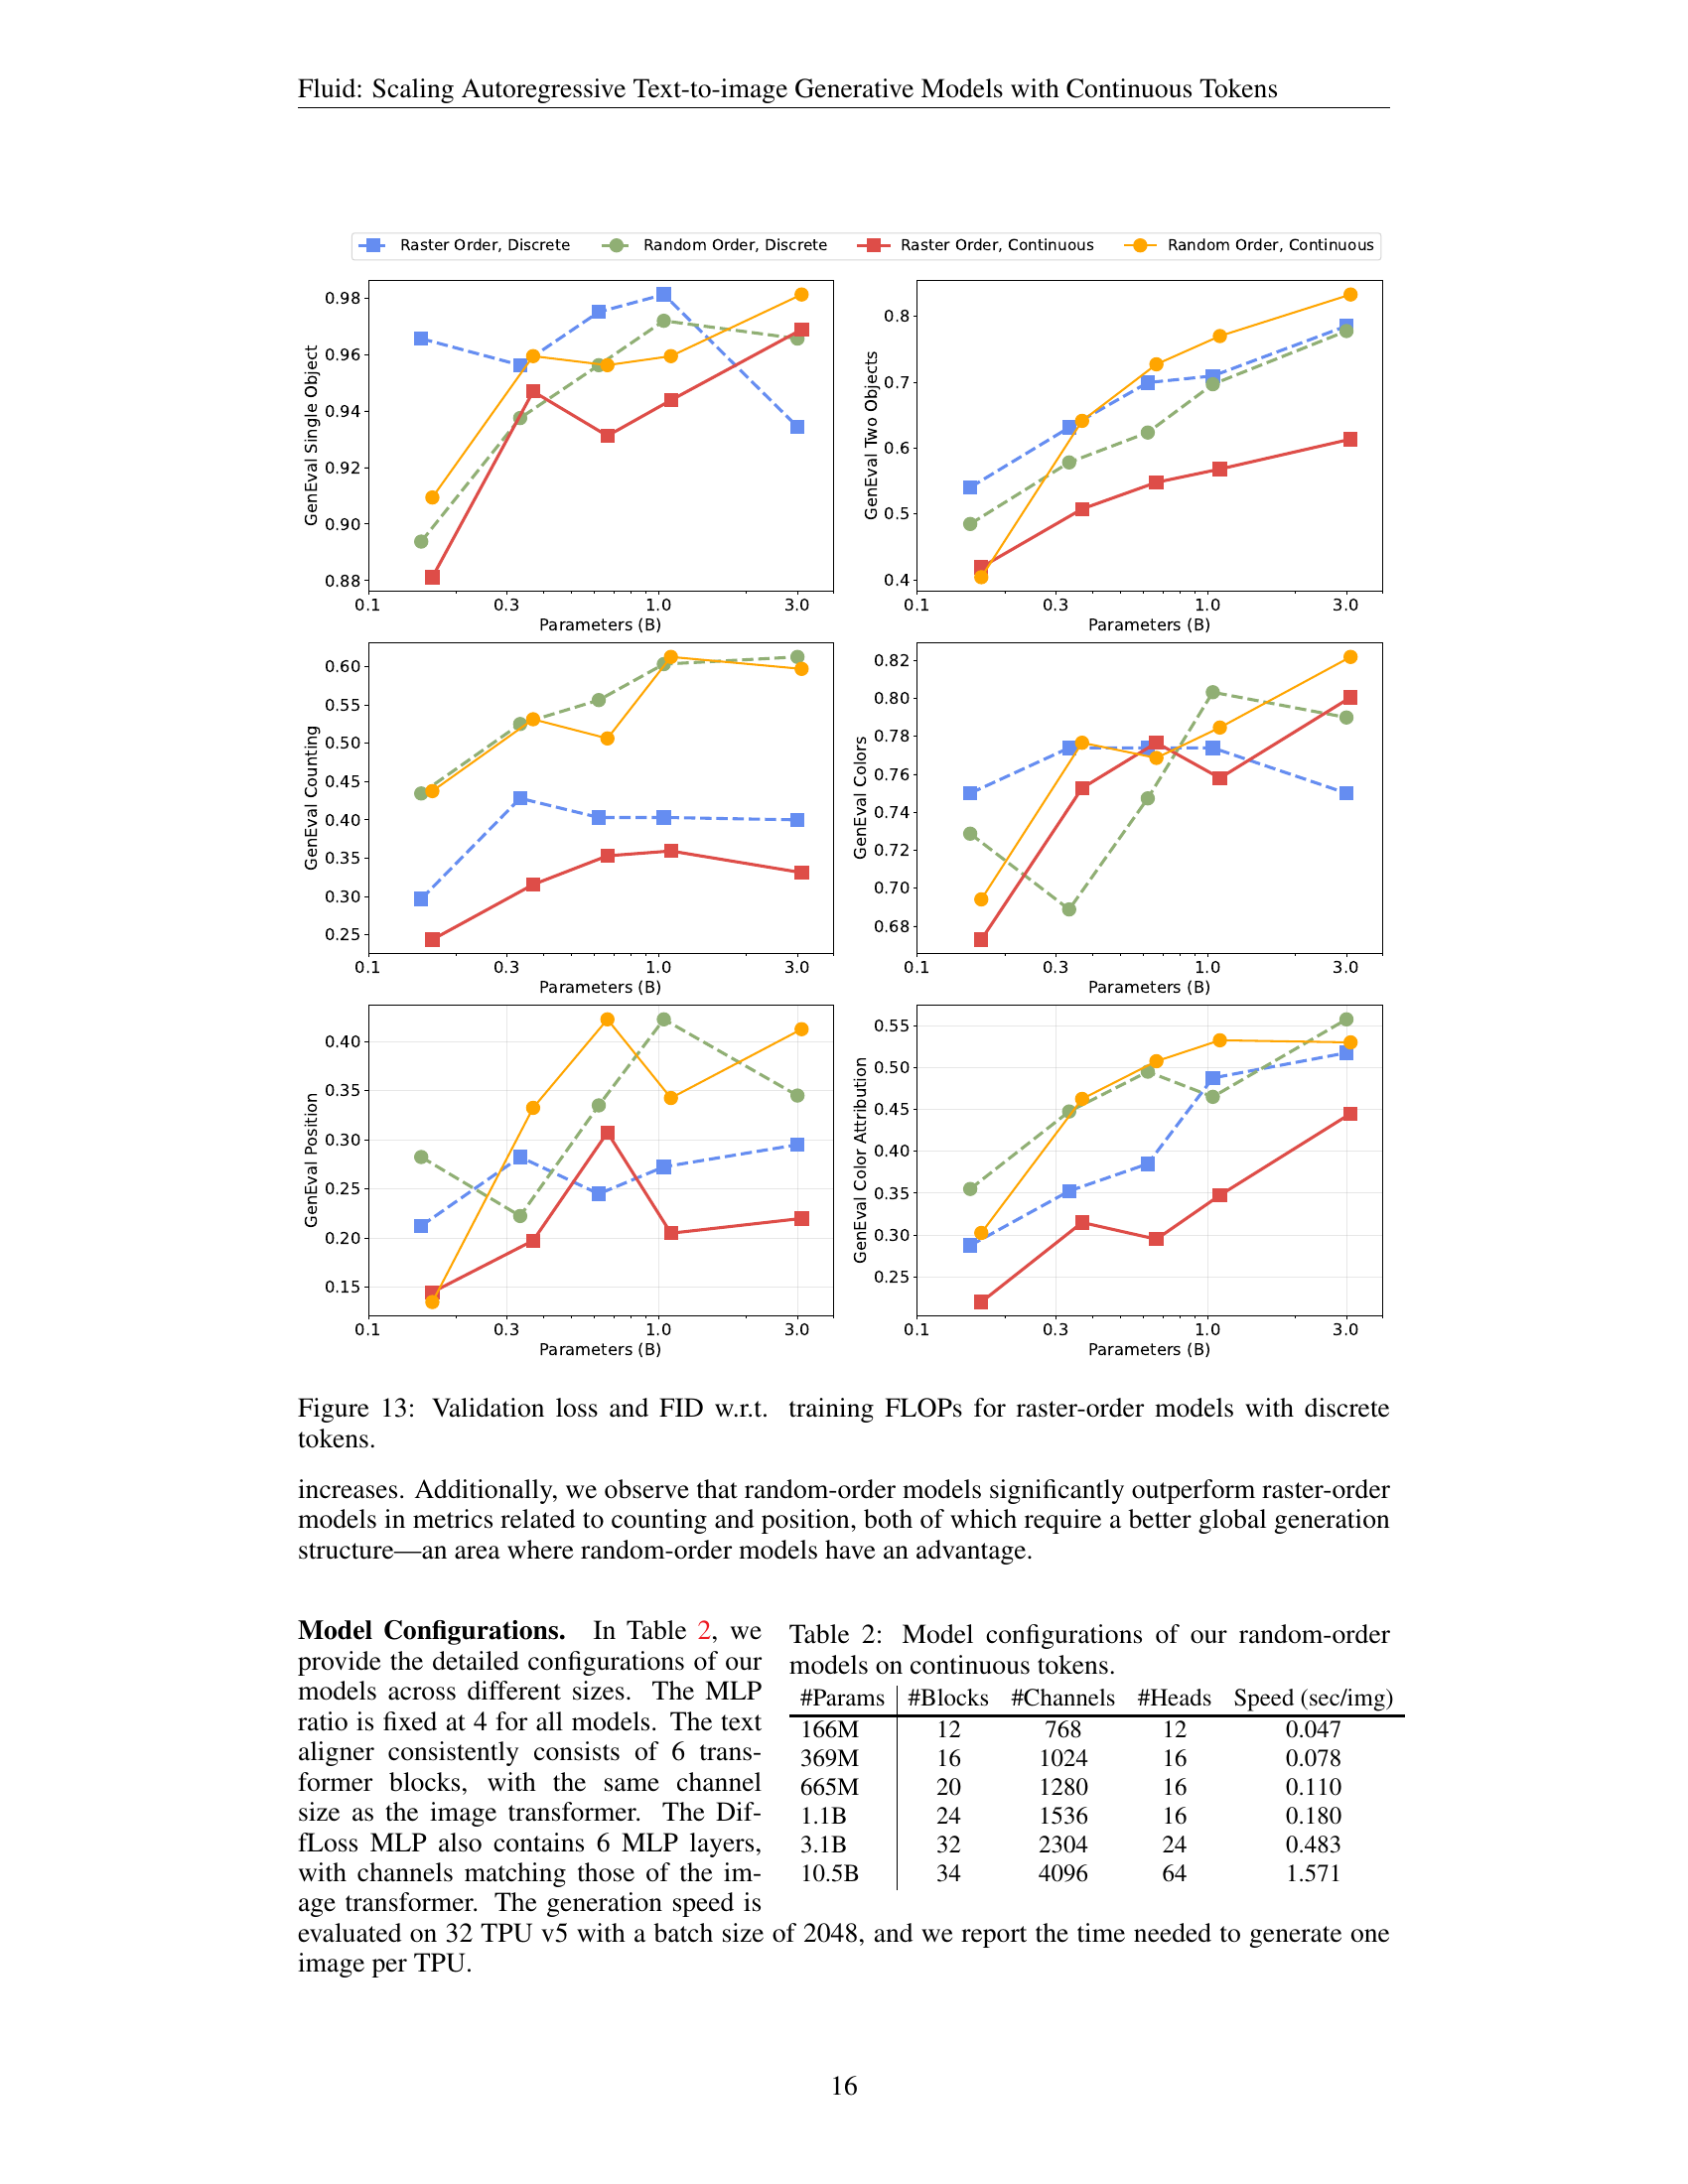 Fluid: Scaling Autoregressive Text-to-image Generative Models with Continuous Tokens
Raster Order, Discrete Random Order, Discrete Raster Order, Continuous Random Order, Continuous
GenEval Single Object
0.98
0.96
0.94
0.92
0.90
0.88
0.1 0.3 1.0 3.0
Parameters (B)
GenEval Two Objects
0.8
0.7
0.6
0.5
0.4
0.1 0.3 1.0 3.0
Parameters (B)
GenEval Counting
0.60
0.55
0.50
0.45
0.40
0.35
0.30
0.25
0.1 0.3 1.0 3.0
Parameters (B)
GenEval Colors
0.82
0.80
0.78
0.76
0.74
0.72
0.70
0.68
0.1 0.3 1.0 3.0
Parameters (B)
GenEval Position
0.40
0.35
0.30
0.25
0.20
0.15
0.1 0.3 1.0 3.0
Parameters (B)
GenEval Color Attribution
0.55
0.50
0.45
0.40
0.35
0.30
0.25
0.1 0.3 1.0 3.0
Parameters (B)
Figure 13: Validation loss and FID w.r.t. training FLOPs for raster-order models with discrete
tokens.
increases. Additionally, we observe that random-order models significantly outperform raster-order
models in metrics related to counting and position, both of which require a better global generation
structure—an area where random-order models have an advantage.
Model Configurations. In Table 2, we
provide the detailed configurations of our
models across different sizes. The MLP
ratio is fixed at 4 for all models. The text
aligner consistently consists of 6 trans-
former blocks, with the same channel
size as the image transformer. The Dif-
fLoss MLP also contains 6 MLP layers,
with channels matching those of the im-
age transformer. The generation speed is
evaluated on 32 TPU v5 with a batch size of 2048, and we report the time needed to generate one
image per TPU.
Table 2: Model configurations of our random-order
models on continuous tokens.
#Params #Blocks #Channels #Heads Speed (sec/img)
166M 12 768 12 0.047
369M 16 1024 16 0.078
665M 20 1280 16 0.110
1.1B 24 1536 16 0.180
3.1B 32 2304 24 0.483
10.5B 34 4096 64 1.571
16